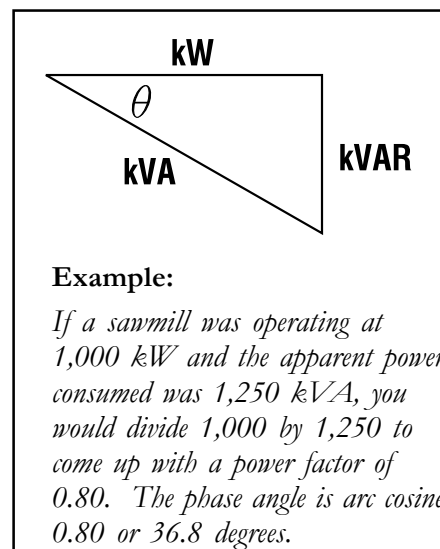 kW
θ
kVA
kVAR
Example:
If a sawmill was operating at
1,000 kW and the apparent power
consumed was 1,250 kVA, you
would divide 1,000 by 1,250 to
come up with a power factor of
0.80. The phase angle is arc cosine
0.80 or 36.8 degrees.